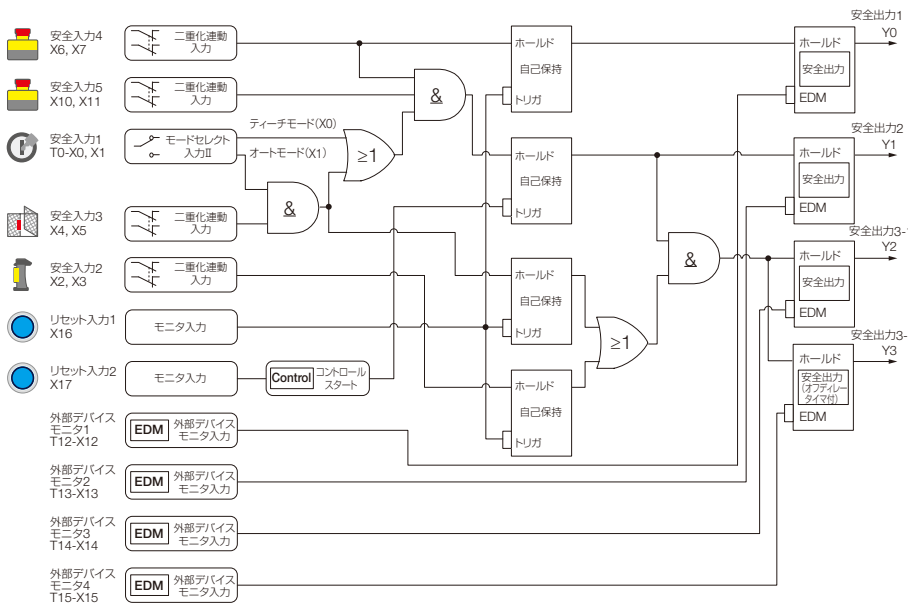 安全入力4
X6, X7
二重化連動
入力
安全入力5
X10, X11
二重化連動
入力
安全入力1
T0-X0, X1
モードセレクト
入力Ⅱ
ティーチモード(X0)
オートモード(X1)
安全入力3
X4, X5
二重化連動
入力
安全入力2
X2, X3
二重化連動
入力
リセット入力1
X16
モニタ入力
リセット入力2
X17
モニタ入力
Control
コントロール
スタート
外部デバイス
モニタ1
T12-X12
EDM
外部デバイス
モニタ入力
外部デバイス
モニタ2
T13-X13
EDM
外部デバイス
モニタ入力
外部デバイス
モニタ3
T14-X14
EDM
外部デバイス
モニタ入力
外部デバイス
モニタ4
T15-X15
EDM
外部デバイス
モニタ入力
&
≥1
&
ホールド
自己保持
トリガ
ホールド
自己保持
トリガ
ホールド
自己保持
トリガ
ホールド
自己保持
トリガ
≥1
&
安全出力1
Y0
ホールド
安全出力
EDM
安全出力2
Y1
ホールド
安全出力
EDM
安全出力3-
Y2
ホールド
安全出力
EDM
安全出力3-
Y3
ホールド
安全出力
(オフディレー
タイマ付)
EDM